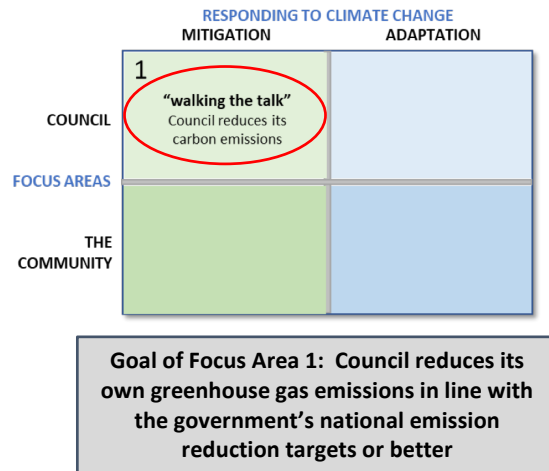 RESPONDING TO CLIMATE CHANGE
MITIGATION ADAPTATION
1
“walking the talk”
COUNCIL
Council reduces its
carbon emissions
FOCUS AREAS
THE
COMMUNITY
Goal of Focus Area 1: Council reduces its
own greenhouse gas emissions in line with
the government’s national emission
reduction targets or better